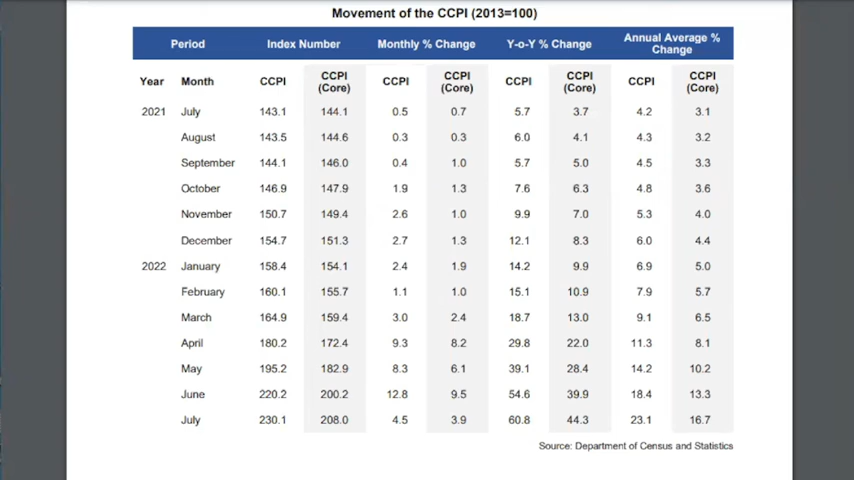 Movement of the CCPI (2013=100)
Period Index Number Monthly % Change Y-o-Y % Change Annual Average % Change
Year Month CCPI CCPI (Core) CCPI CCPI (Core) CCPI CCPI (Core) CCPI CCPI (Core)
2021 July 143.1 144.1 0.5 0.7 5.7 3.7 4.2 3.1
August 143.5 144.6 0.3 0.3 6.0 4.1 4.3 3.2
September 144.1 146.0 0.4 1.0 5.7 5.0 4.5 3.3
October 146.9 147.9 1.9 1.3 7.6 6.3 4.8 3.6
November 150.7 149.4 2.6 1.0 9.9 7.0 5.3 4.0
December 154.7 151.3 2.7 1.3 12.1 8.3 6.0 4.4
2022 January 158.4 154.1 2.4 1.9 14.2 9.9 6.9 5.0
February 160.1 155.7 1.1 1.0 15.1 10.9 7.9 5.7
March 164.9 159.4 3.0 2.4 18.7 13.0 9.1 6.5
April 180.2 172.4 9.3 8.2 29.8 22.0 11.3 8.1
May 195.2 182.9 8.3 6.1 39.1 28.4 14.2 10.2
June 220.2 200.2 12.8 9.5 54.6 39.9 18.4 13.3
July 230.1 208.0 4.5 3.9 60.8 44.3 23.1 16.7
Source: Department of Census and Statistics